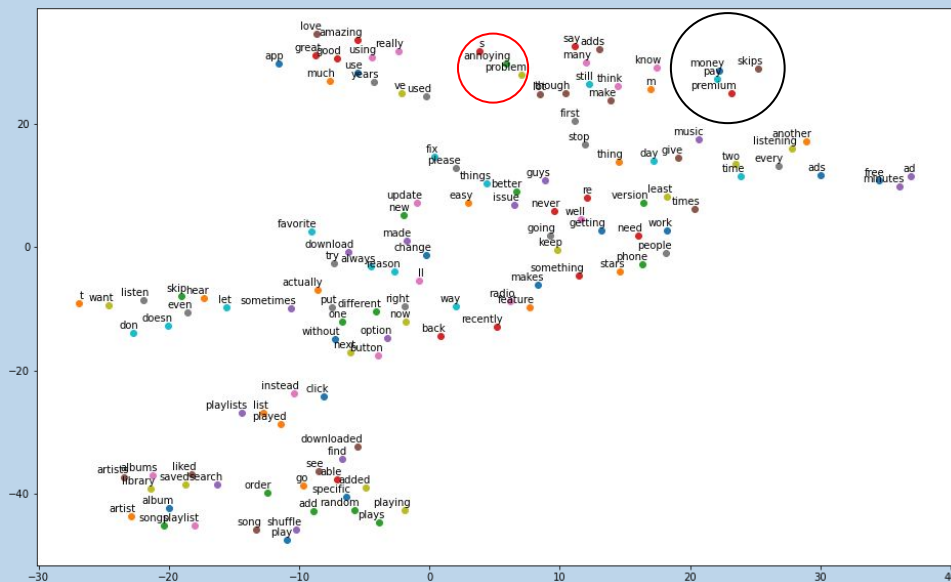 love
amazing
great
good
using
really
app
use
much
years
ve
used
s
annoying
problem
say
adds
many
know
still
think
lot
though
make
m
money
pay
skips
premium
20
first
stop
music
another
listening
fix
please
thing
day
give
two
time
every
ads
free
ad
minutes
things
guys
better
update
new
easy
issue
never
re
version
least
times
well
favorite
made
download
change
going
getting
need
work
keep
people
0
try
always
reason
phone
stars
ll
something
makes
t
want
listen
skip
hear
even
let
actually
sometimes
put
different
right
way
radio
feature
don
doesn
one
now
recently
without
option
back
next
button
−20
instead
click
playlists
list
played
downloaded
find
artists
albums
liked
see
able
library
saved
search
go
added
order
specific
−40
artist
album
add
random
playing
songs
playlist
song
shuffle
plays
play
−30
−20
−10
0
10
20
30
40